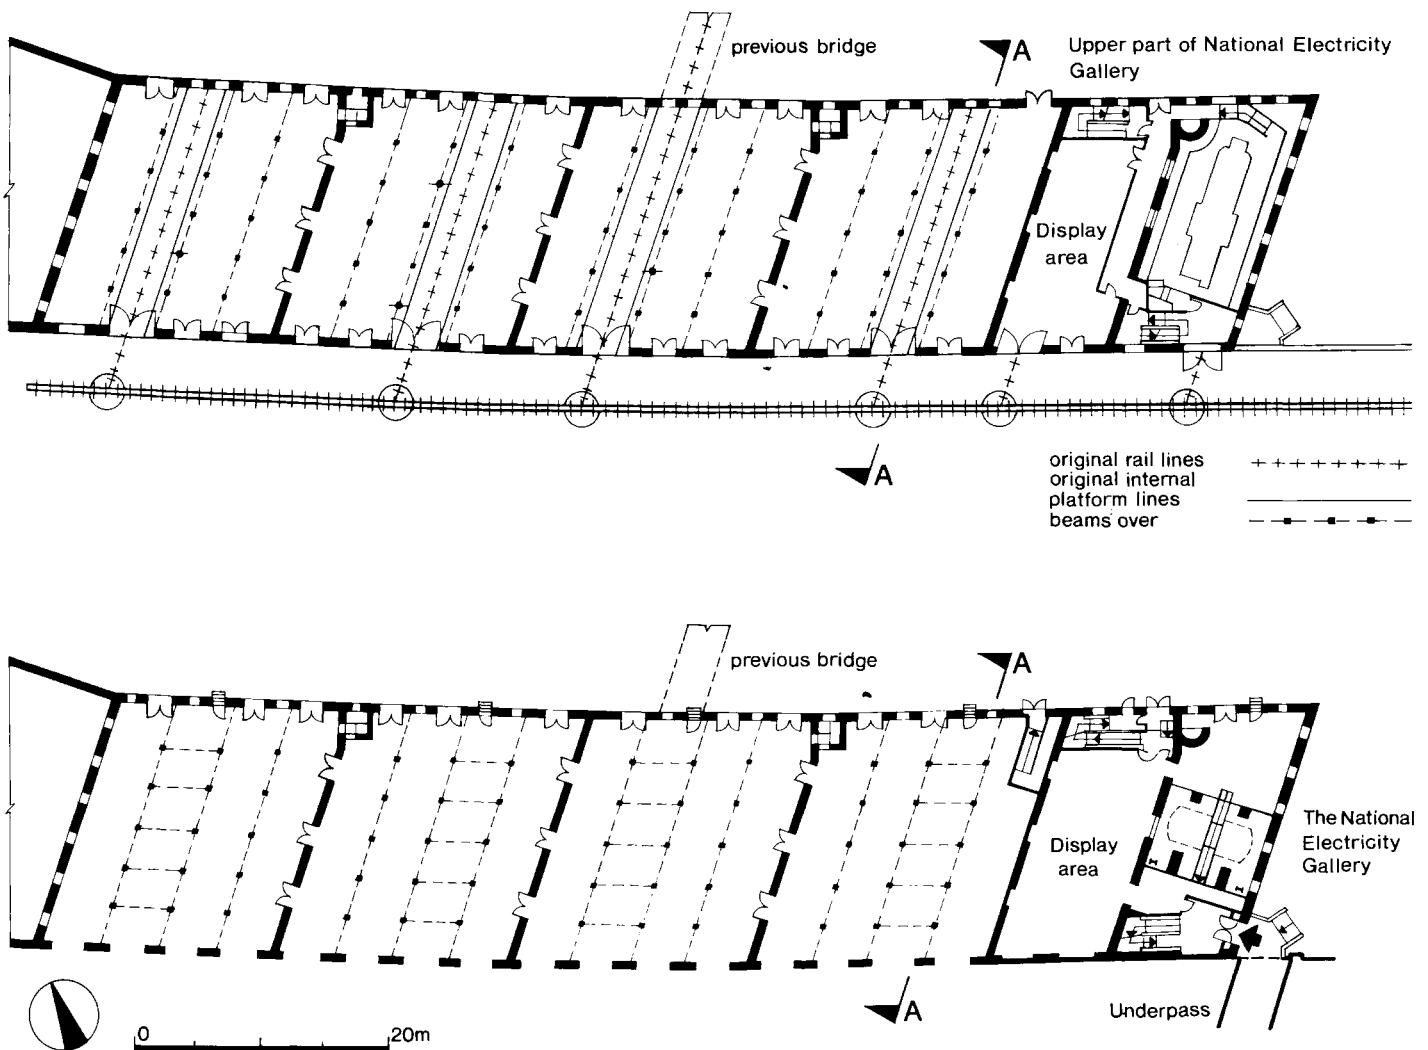 previous bridge
A
Upper part of National Electricity
Gallery
Display
area
A
original rail lines
original internal
platform lines
beams over
previous bridge
A
The National
Electricity
Gallery
Display
area
A
Underpass
0
20m